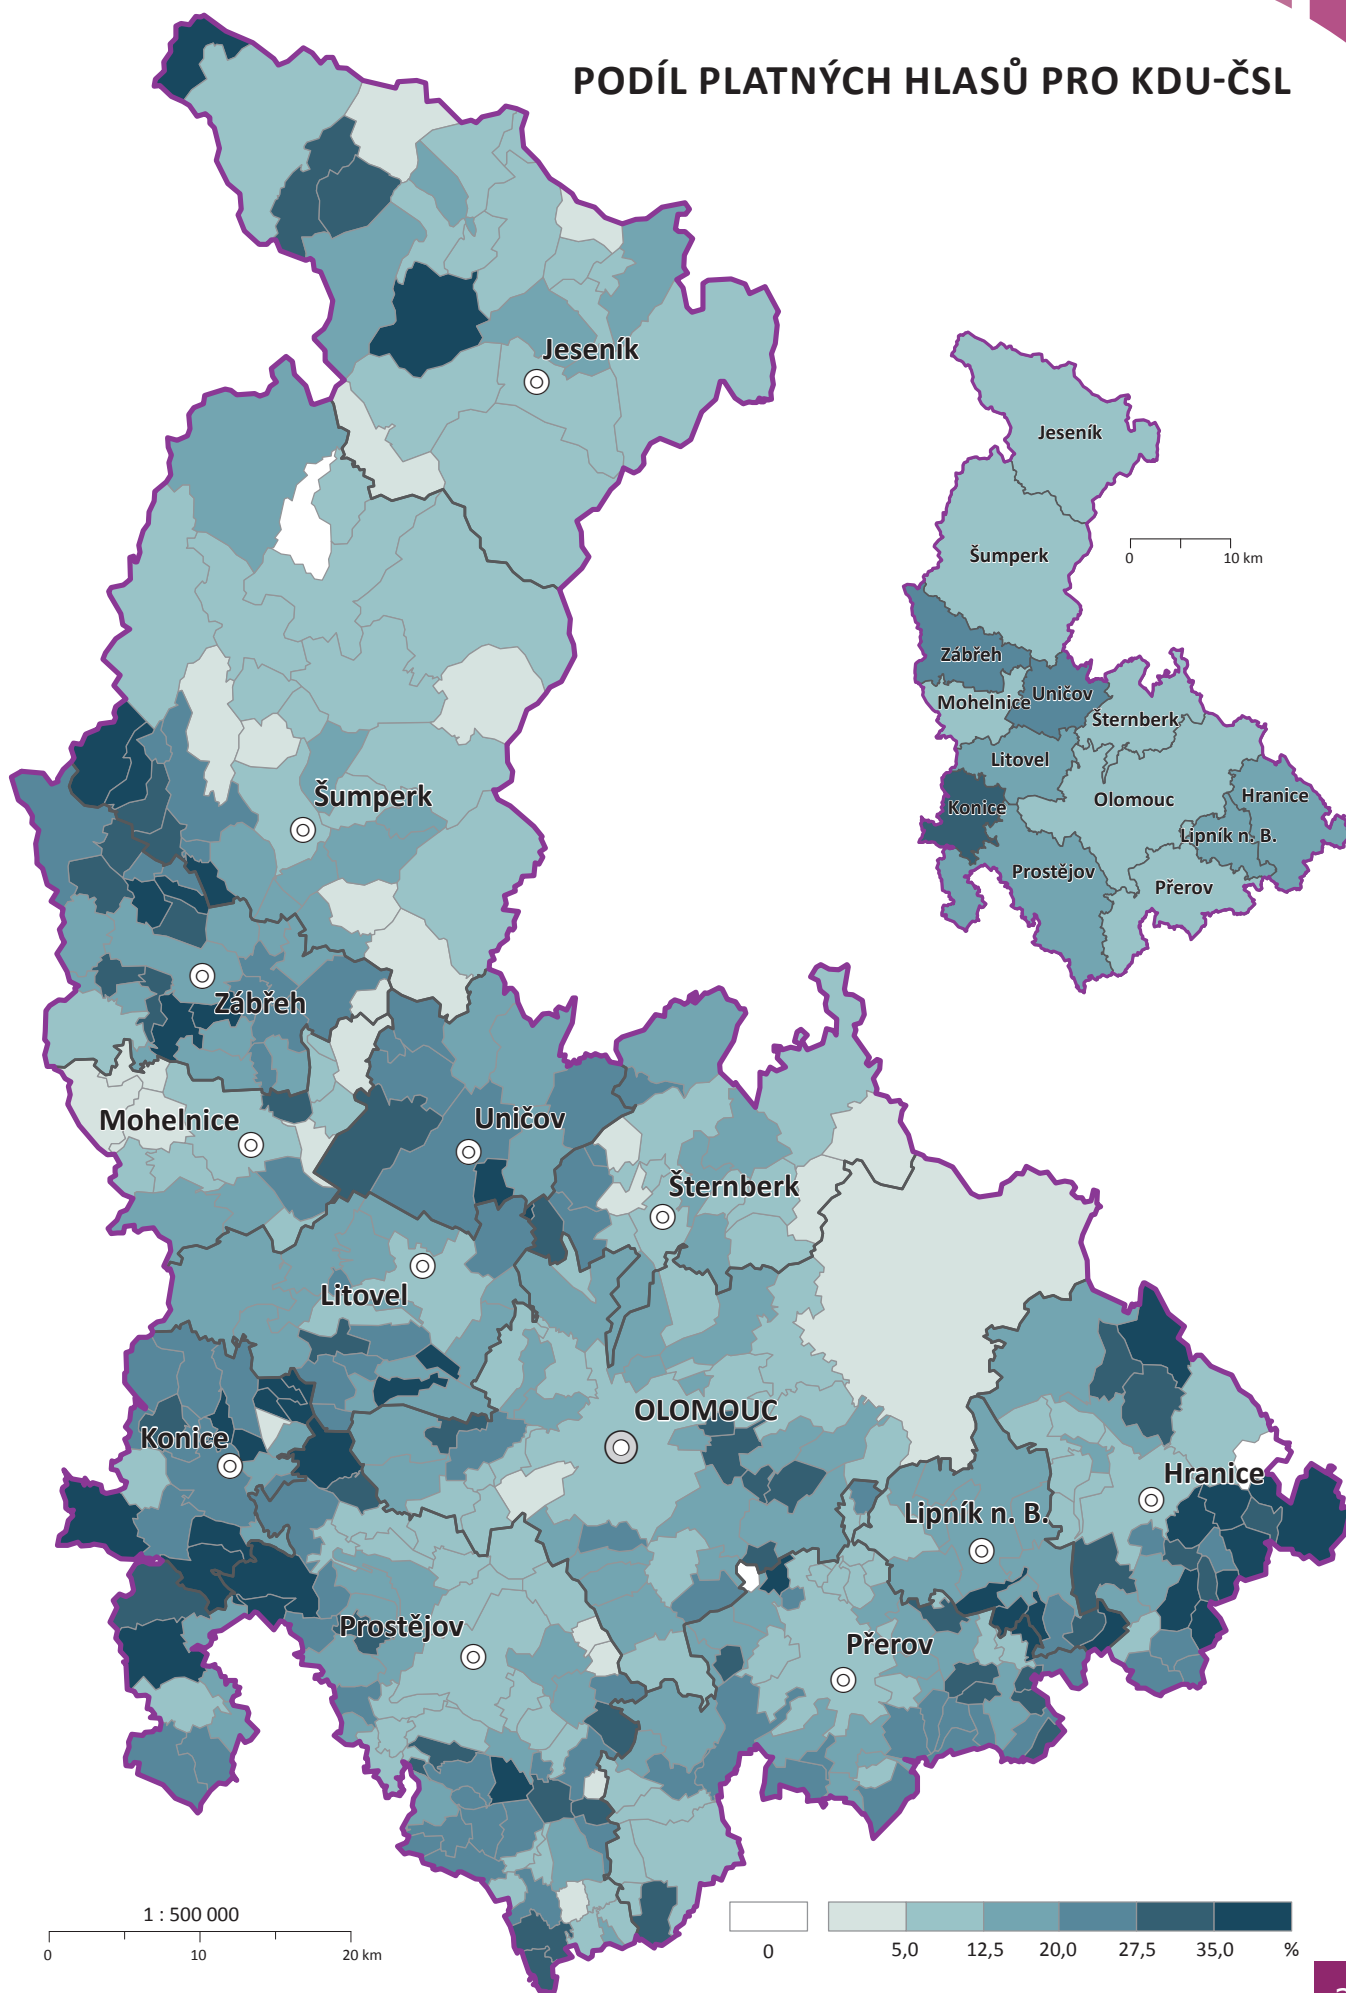 PODÍL PLATNÝCH HLASŮ PRO KDU-ČSL
Jeseník
Šumperk
Zábřeh
Mohelnice
Uničov
Šternberk
Litovel
OLOMOUC
Konice
Hranice
Lipník n. B.
Prostějov
Přerov
Jeseník
Šumperk
0 10 km
Zábřeh
Mohelnice
Uničov
Šternberk
Litovel
Olomouc
Hranice
Konice
Lipník n. B.
Prostějov
Přerov
1 : 500 000
0 10 20 km
0 5,0 12,5 20,0 27,5 35,0 %